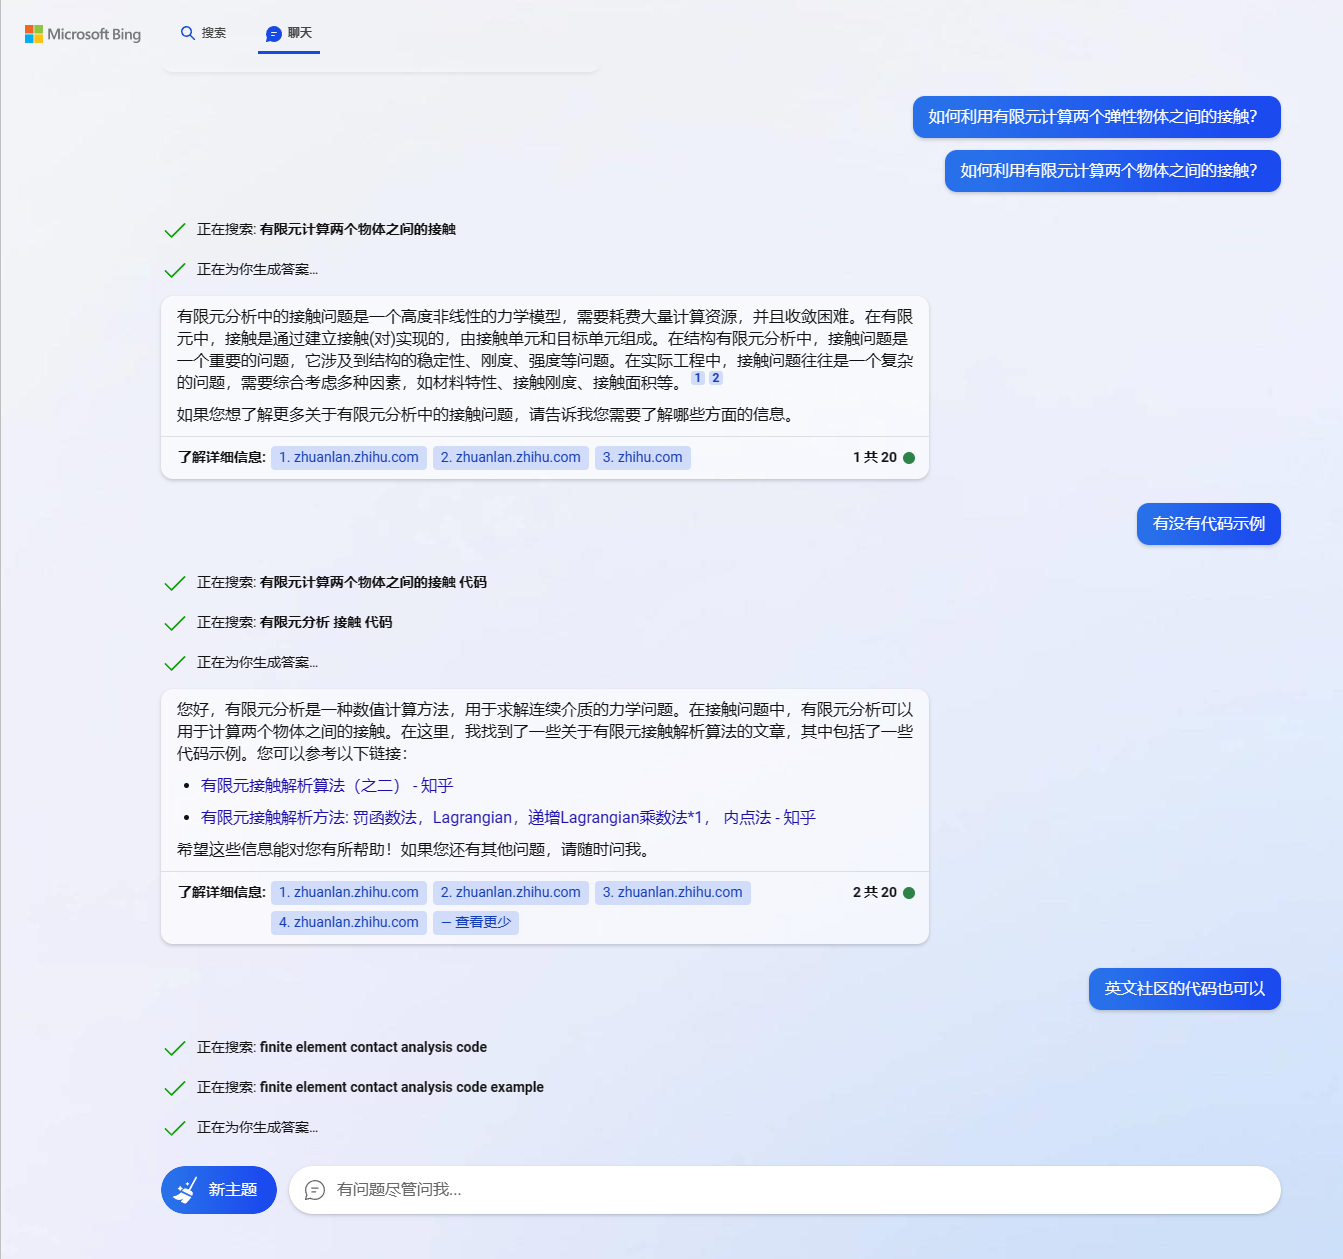 Microsoft Bing
搜索
聊天
如何利用有限元计算两个弹性物体之间的接触?
如何利用有限元计算两个物体之间的接触?
正在搜索: 有限元计算两个物体之间的接触
正在为你生成答案...
有限元分析中的接触问题是一个高度非线性的力学模型，需要耗费大量计算资源，并且收敛困难。在有限
元中，接触是通过建立接触(对)实现的，由接触单元和目标单元组成。在结构有限元分析中，接触问题是
一个重要的问题，它涉及到结构的稳定性、刚度、强度等问题。在实际工程中，接触问题往往是一个复杂
的问题，需要综合考虑多种因素，如材料特性、接触刚度、接触面积等。 1 2
如果您想了解更多关于有限元分析中的接触问题，请告诉我您需要了解哪些方面的信息。
了解详细信息: 1. zhuanlan.zhihu.com 2. zhuanlan.zhihu.com 3. zhihu.com 1 共 20
有没有代码示例
正在搜索: 有限元计算两个物体之间的接触 代码
正在搜索: 有限元分析 接触 代码
正在为你生成答案...
您好，有限元分析是一种数值计算方法，用于求解连续介质的力学问题。在接触问题中，有限元分析可以
用于计算两个物体之间的接触。在这里，我找到了一些关于有限元接触解析算法的文章，其中包括了一些
代码示例。您可以参考以下链接：
• 有限元接触解析算法（之二） - 知乎
• 有限元接触解析方法: 罚函数法，Lagrangian，递增Lagrangian乘数法*1， 内点法 - 知乎
希望这些信息能对您有所帮助！如果您还有其他问题，请随时问我。
了解详细信息: 1. zhuanlan.zhihu.com 2. zhuanlan.zhihu.com 3. zhuanlan.zhihu.com 2 共 20
4. zhuanlan.zhihu.com — 查看更少
英文社区的代码也可以
正在搜索: finite element contact analysis code
正在搜索: finite element contact analysis code example
正在为你生成答案...
新主题
有问题尽管问我...